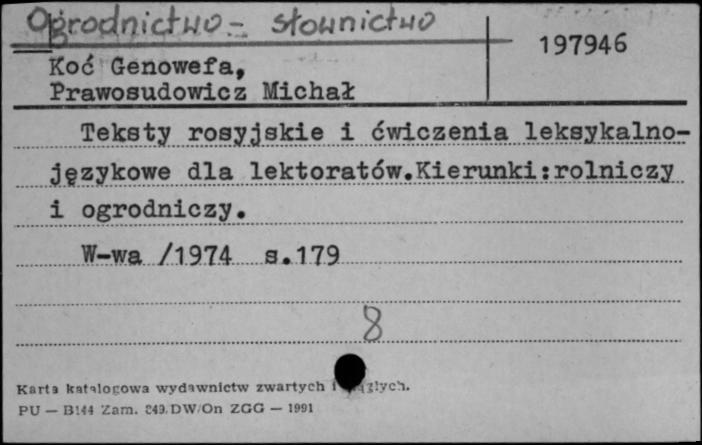 Ogrodnictwo - słownictwo
197946
Koć Genowefa,
Prawosudowicz Michał
Teksty rosyjskie i ćwiczenia leksykalno-
językowe dla lektoratów.Kierunki:rolniczy
i ogrodniczy.
W-wa /1974 s.179
8
Karta katalogowa wydawnictw zwartych i
PU — B144 Zam. 849.DW/On ZGG — 1991